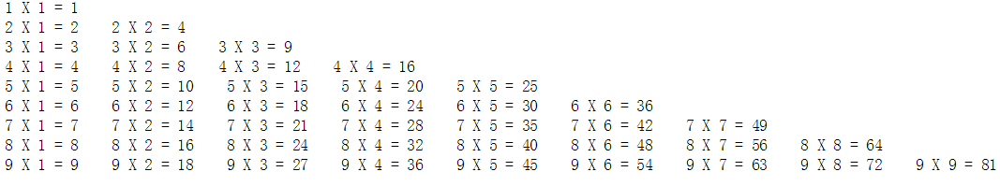 1 X 1 = 1
2 X 1 = 2    2 X 2 = 4
3 X 1 = 3    3 X 2 = 6    3 X 3 = 9
4 X 1 = 4    4 X 2 = 8    4 X 3 = 12    4 X 4 = 16
5 X 1 = 5    5 X 2 = 10    5 X 3 = 15    5 X 4 = 20    5 X 5 = 25
6 X 1 = 6    6 X 2 = 12    6 X 3 = 18    6 X 4 = 24    6 X 5 = 30    6 X 6 = 36
7 X 1 = 7    7 X 2 = 14    7 X 3 = 21    7 X 4 = 28    7 X 5 = 35    7 X 6 = 42    7 X 7 = 49
8 X 1 = 8    8 X 2 = 16    8 X 3 = 24    8 X 4 = 32    8 X 5 = 40    8 X 6 = 48    8 X 7 = 56    8 X 8 = 64
9 X 1 = 9    9 X 2 = 18    9 X 3 = 27    9 X 4 = 36    9 X 5 = 45    9 X 6 = 54    9 X 7 = 63    9 X 8 = 72    9 X 9 = 81